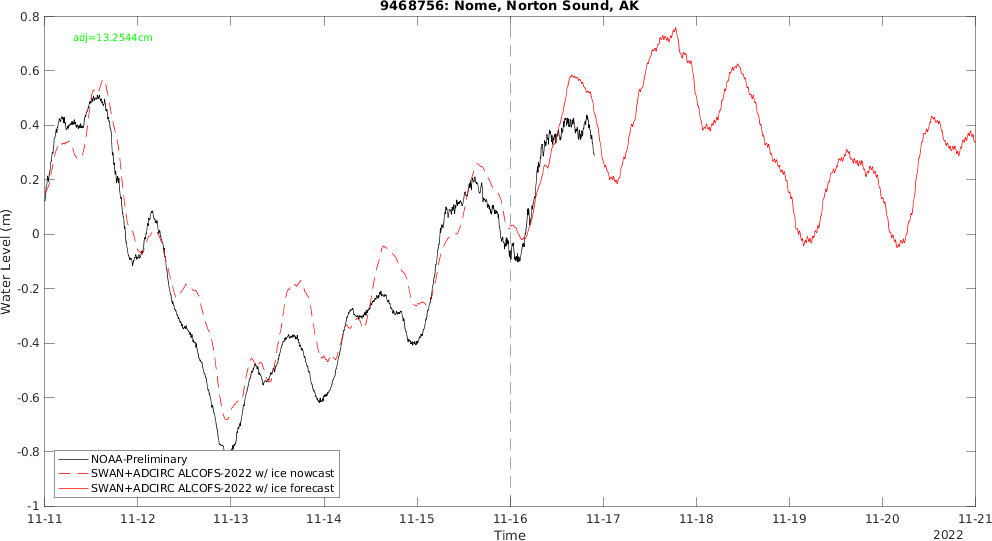 9468756: Nome, Norton Sound, AK
adj=13.2544cm
Water Level (m)
0.8
0.6
0.4
0.2
0
-0.2
-0.4
-0.6
-0.8
-1
NOAA-Preliminary
SWAN+ADCIRC ALCOFS-2022 w/ ice nowcast
SWAN+ADCIRC ALCOFS-2022 w/ ice forecast
11-11 11-12 11-13 11-14 11-15 11-16 11-17 11-18 11-19 11-20 11-21
Time
2022